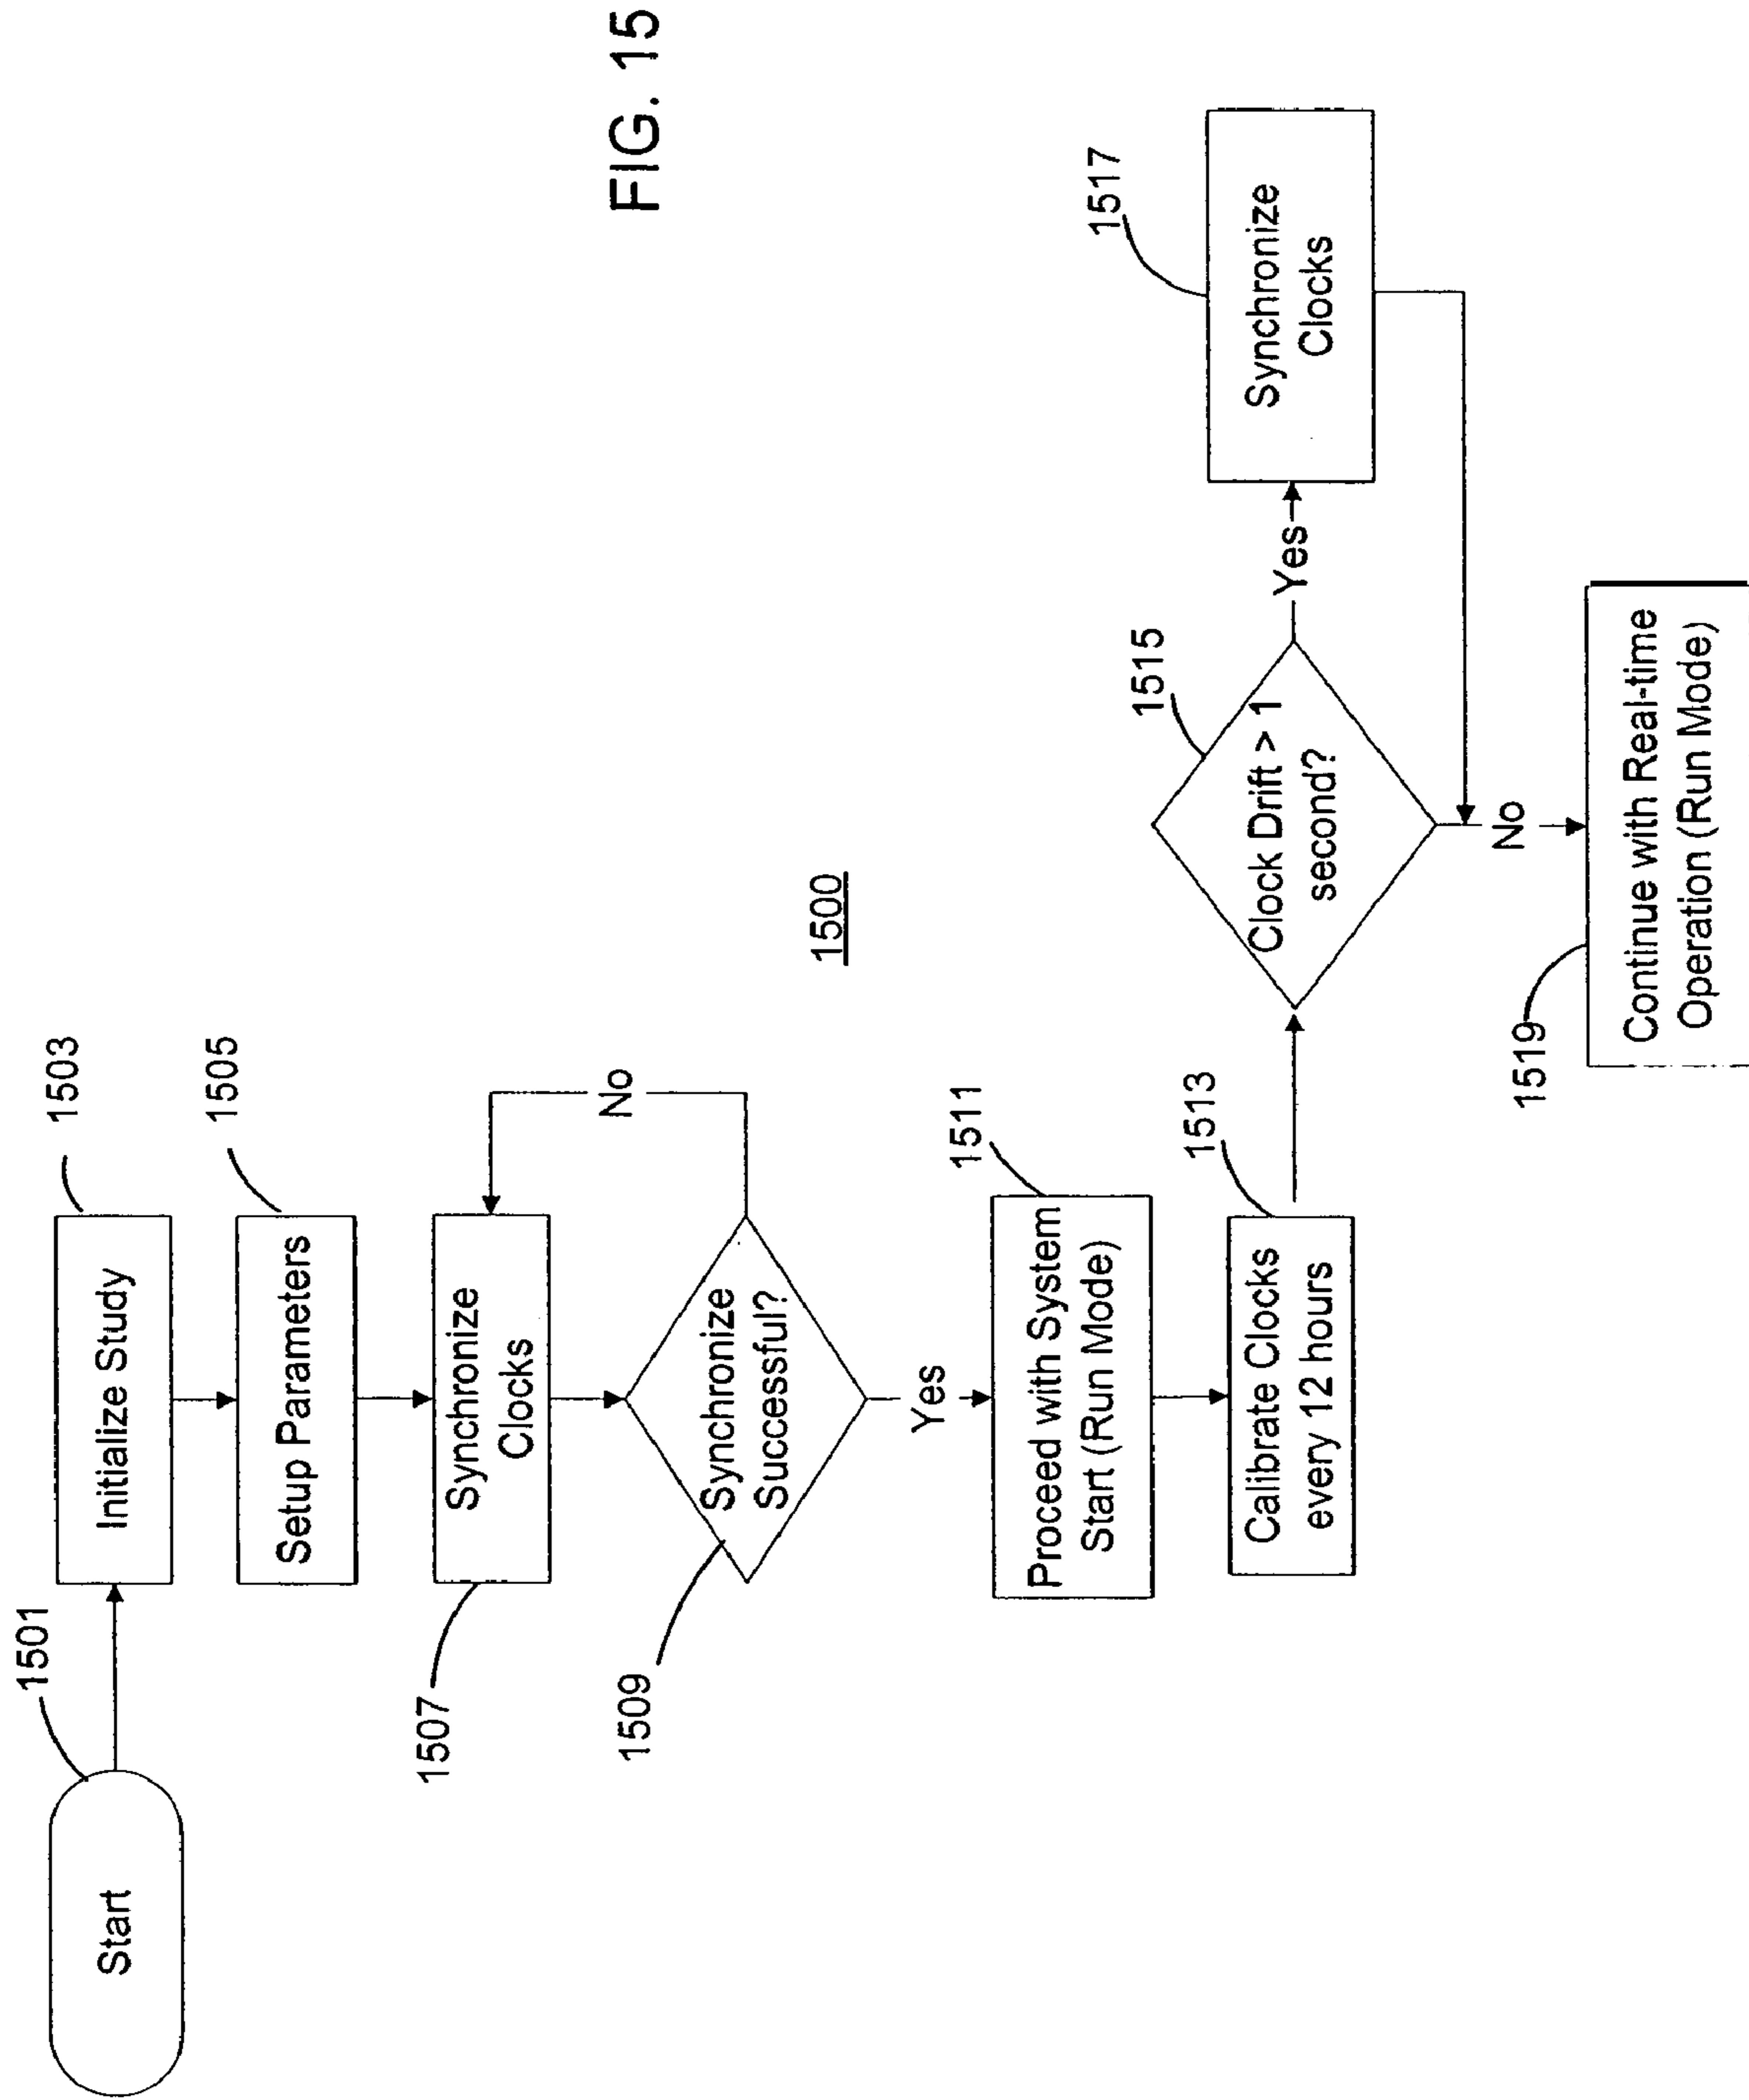 1501
Start
1503
Initialize Study
1505
Setup Parameters
1507
Synchronize
Clocks
No
1509
Synchronize
Successful?
Yes
1511
Proceed with System
Start (Run Mode)
1513
Calibrate Clocks
every 12 hours
1500
1515
Clock Drift > 1
second?
Yes
1517
Synchronize
Clocks
No
1519
Continue with Real-time
Operation (Run Mode)
FIG. 15